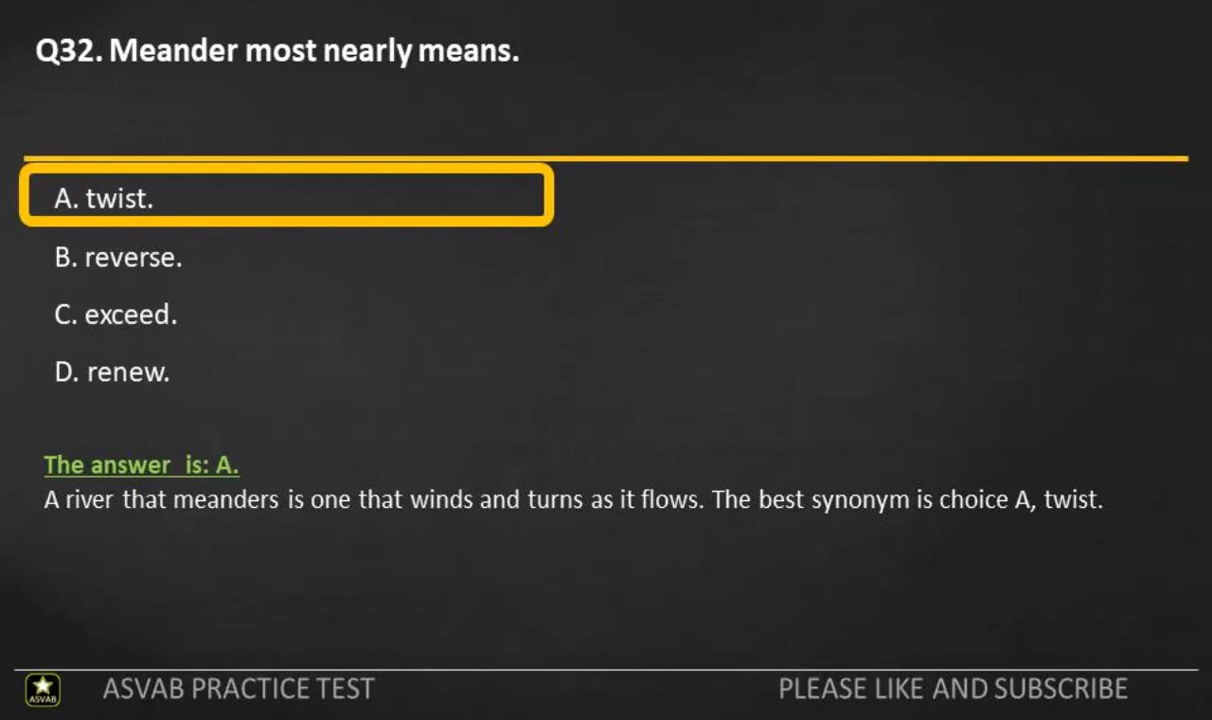 Q32. Meander most nearly means.
A. twist.
B. reverse.
C. exceed.
D. renew.
The answer is: A.
A river that meanders is one that winds and turns as it flows. The best synonym is choice A, twist.
ASVAB
ASVAB PRACTICE TEST
PLEASE LIKE AND SUBSCRIBE